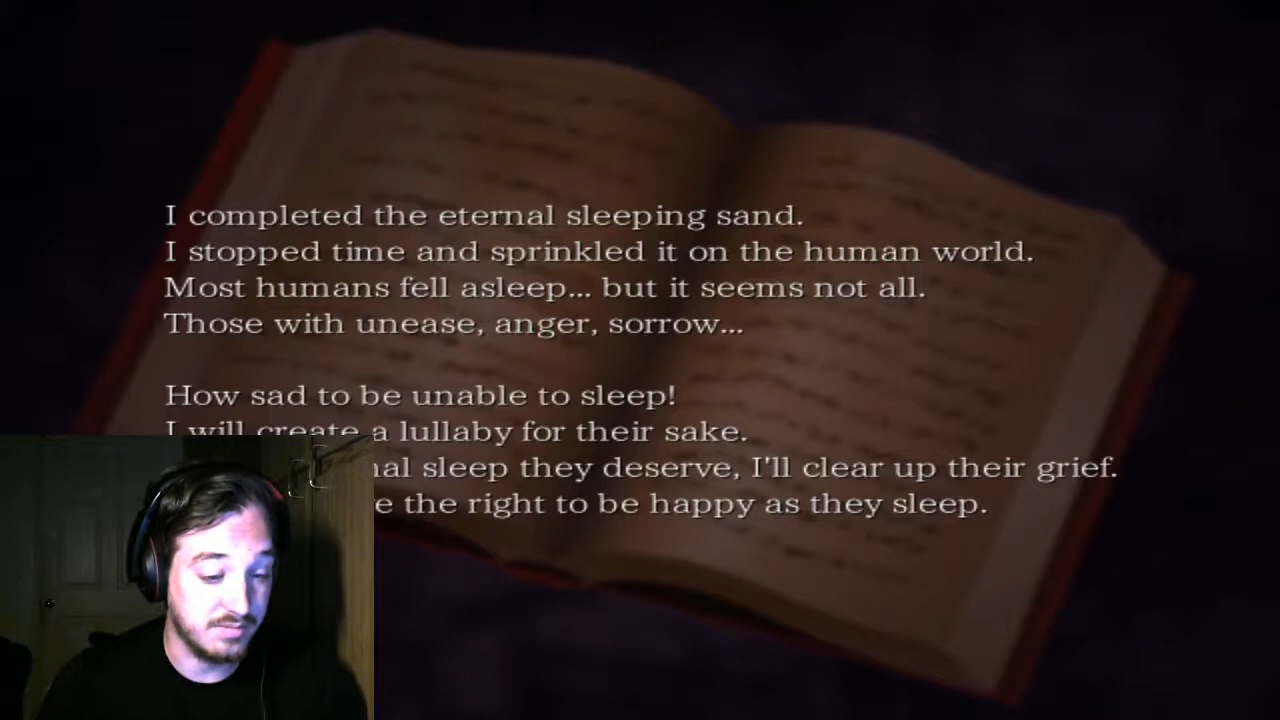 I completed the eternal sleeping sand.
I stopped time and sprinkled it on the human world.
Most humans fell asleep... but it seems not all.
Those with unease, anger, sorrow...
How sad to be unable to sleep!
I will create a lullaby for their sake.
sleep they deserve, I'll clear up their grief.
the right to be happy as they sleep.